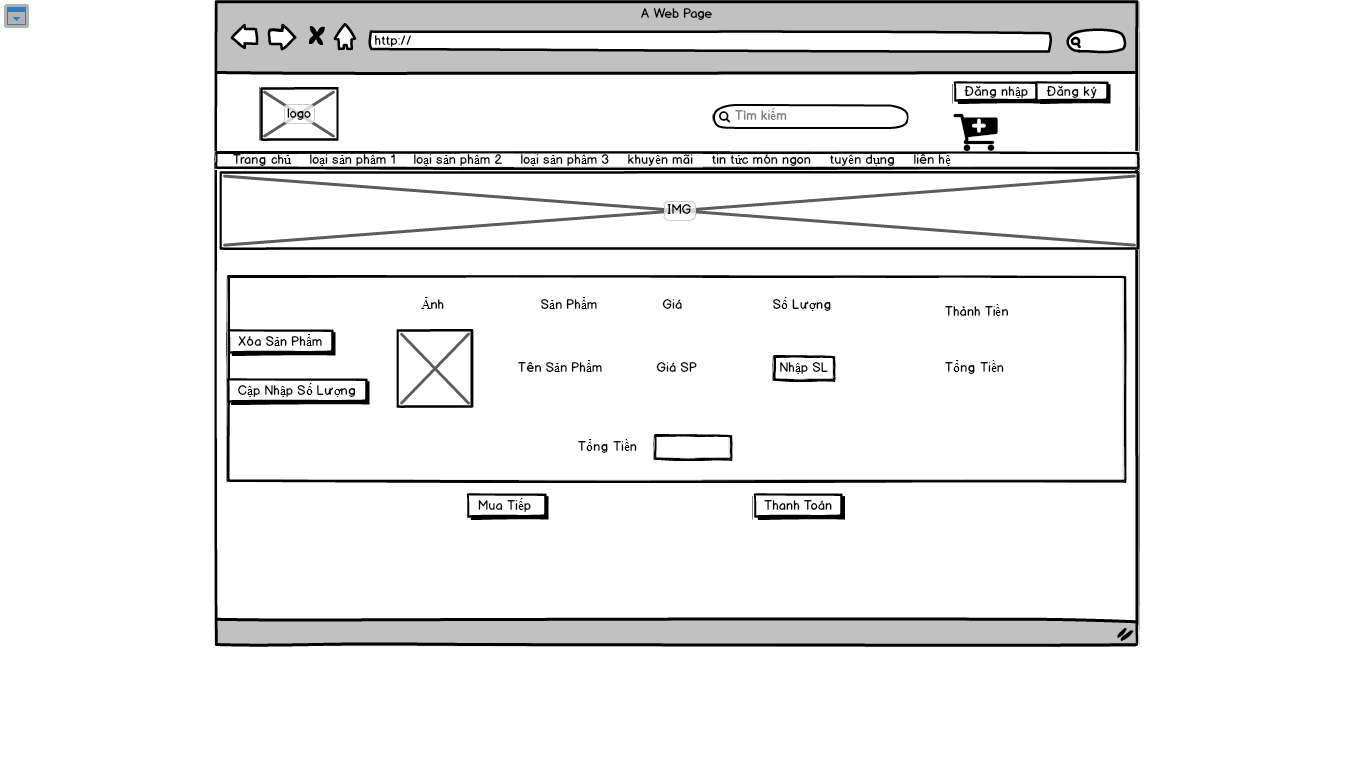 A Web Page
http://
Đăng nhập Đăng ký
logo
Tìm kiếm
Trang chủ loại sản phẩm 1 loại sản phẩm 2 loại sản phẩm 3 khuyến mãi tin tức món ngon tuyển dụng liên hệ
IMG
Ảnh Sản Phẩm Giá Số Lượng Thành Tiền
Xóa Sản Phẩm
Tên Sản Phẩm Giá SP Nhập SL Tổng Tiền
Cập Nhập Số Lượng
Tổng Tiền
Mua Tiếp Thanh Toán